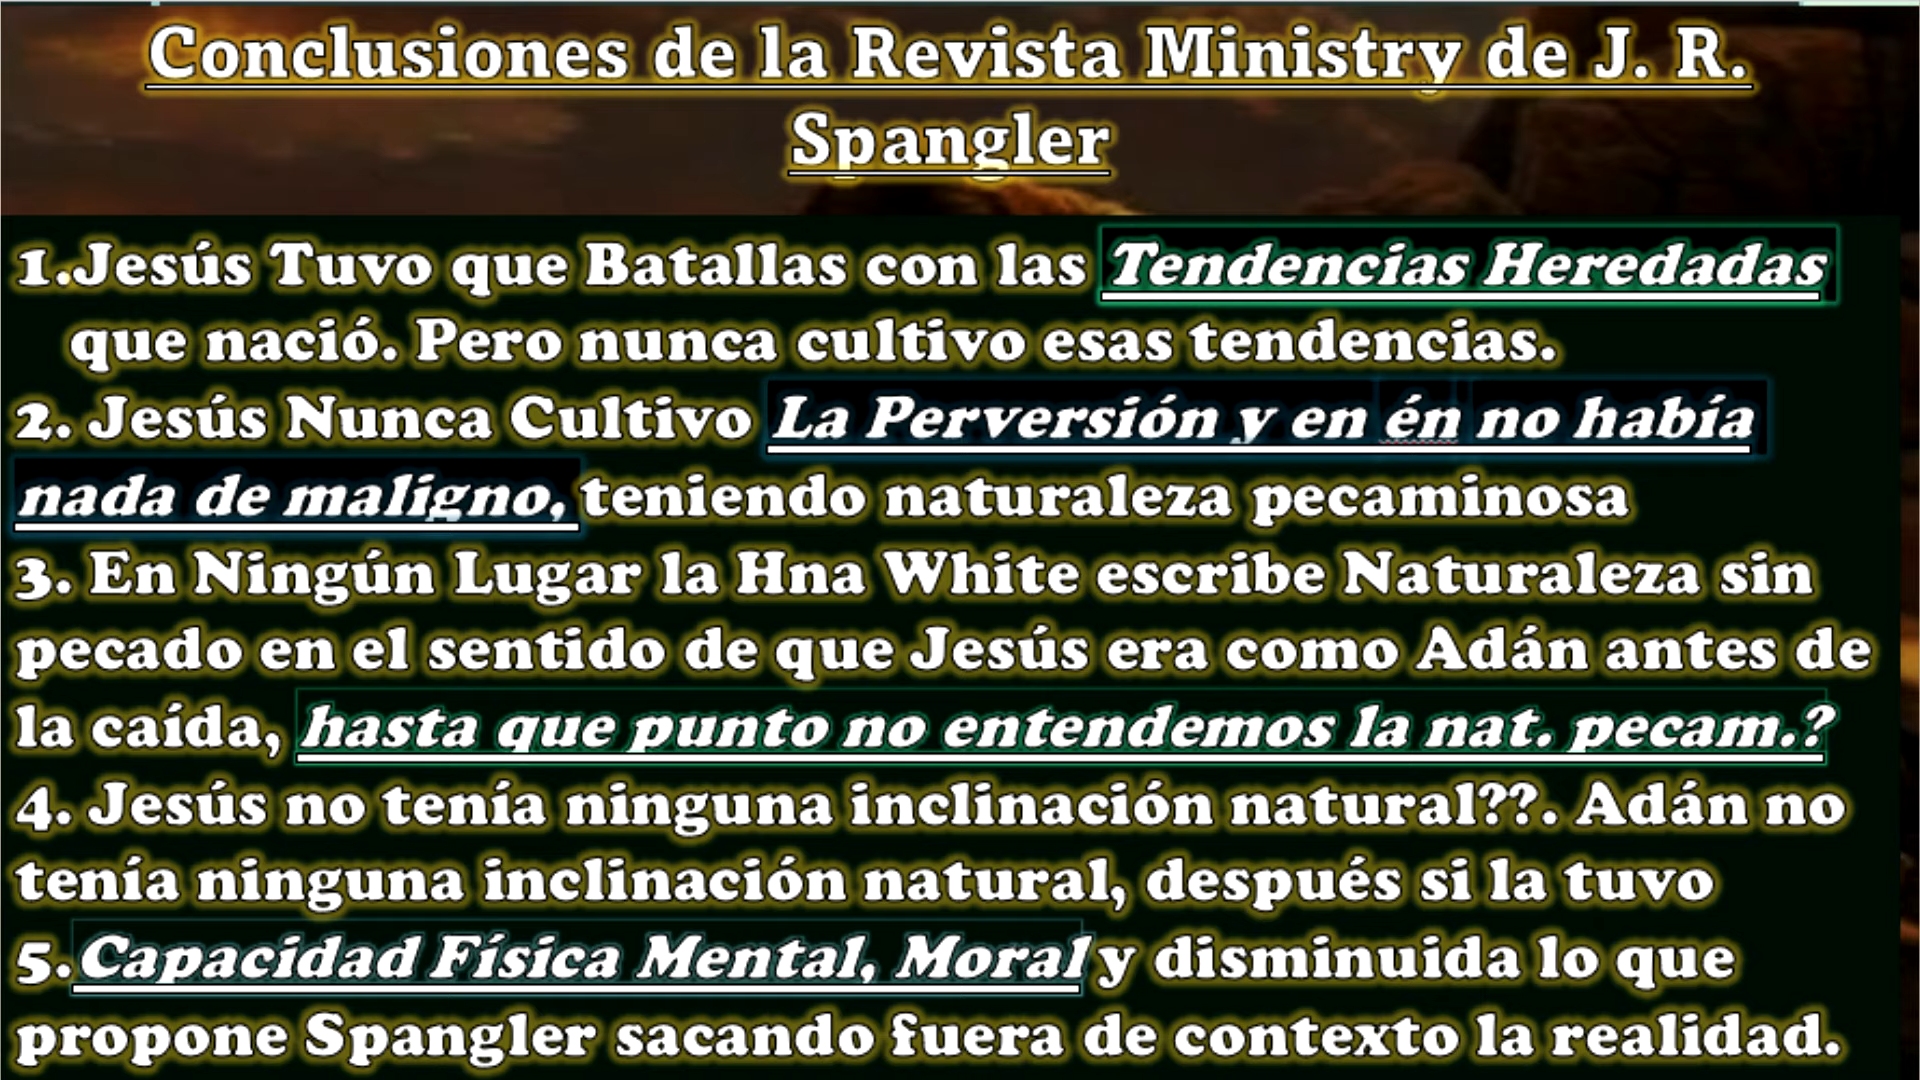 Conclusiones de la Revista Ministry de J. R.
Spangler
1.Jesús Tuvo que Batallas con las Tendencias Heredadas
que nació. Pero nunca cultivo esas tendencias.
2. Jesús Nunca Cultivo La Perversión y en én no había
nada de maligno, teniendo naturaleza pecaminosa
3. En Ningún Lugar la Hna White escribe Naturaleza sin
pecado en el sentido de que Jesús era como Adán antes de
la caída, hasta que punto no entendemos la nat. pecam.?
4. Jesús no tenía ninguna inclinación natural??. Adán no
tenía ninguna inclinación natural, después si la tuvo
5.Capacidad Física Mental, Moral y disminuida lo que
propone Spangler sacando fuera de contexto la realidad.